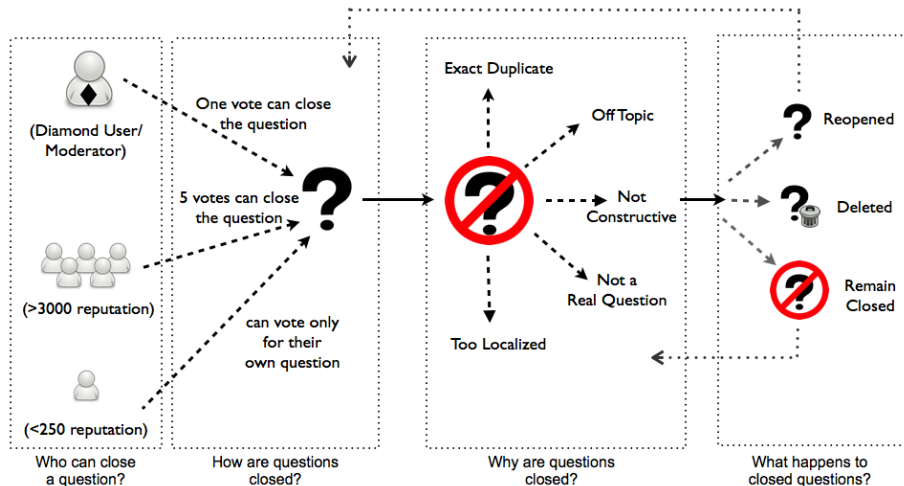 (Diamond User/
Moderator)
(>3000 reputation)
(<250 reputation)
Who can close
a question?
One vote can close
the question
5 votes can close
the question
can vote only
for their
own question
How are questions
closed?
Exact Duplicate
Off Topic
Not
Constructive
Not a
Real Question
Too Localized
Why are questions
closed?
Reopened
Deleted
Remain
Closed
What happens to
closed questions?